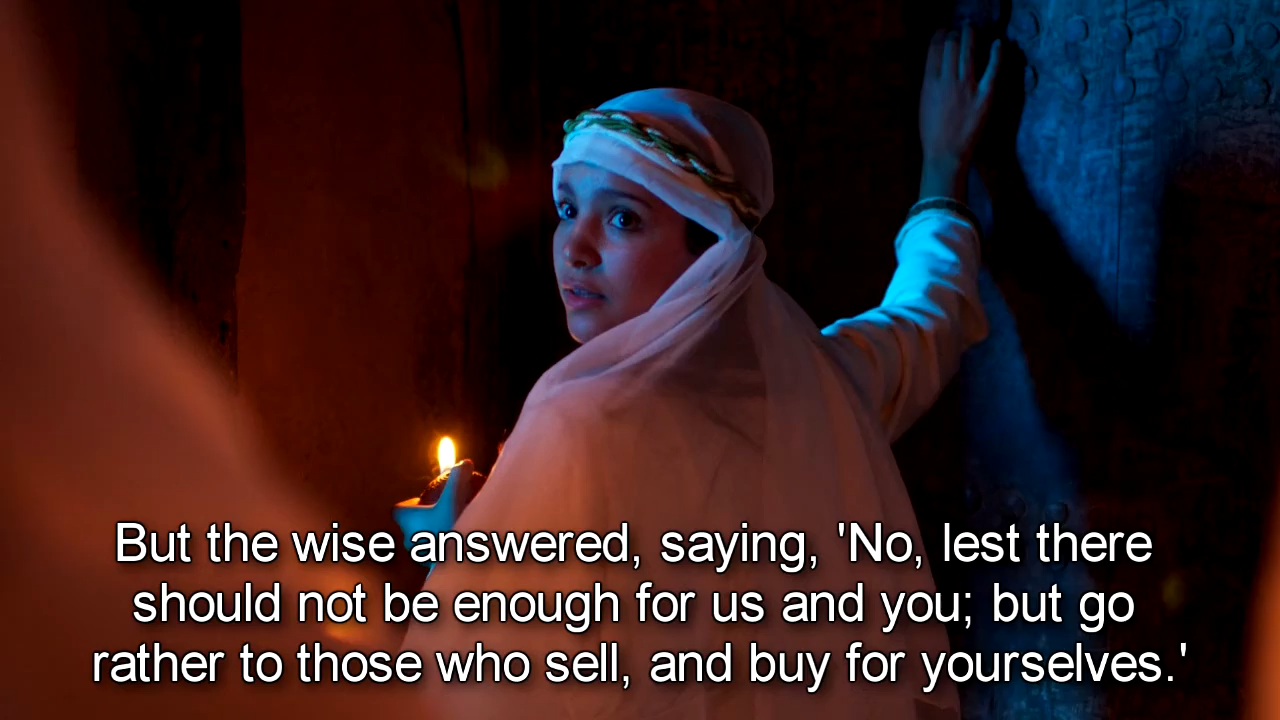 But the wise answered, saying, 'No, lest there
should not be enough for us and you; but go
rather to those who sell, and buy for yourselves.'